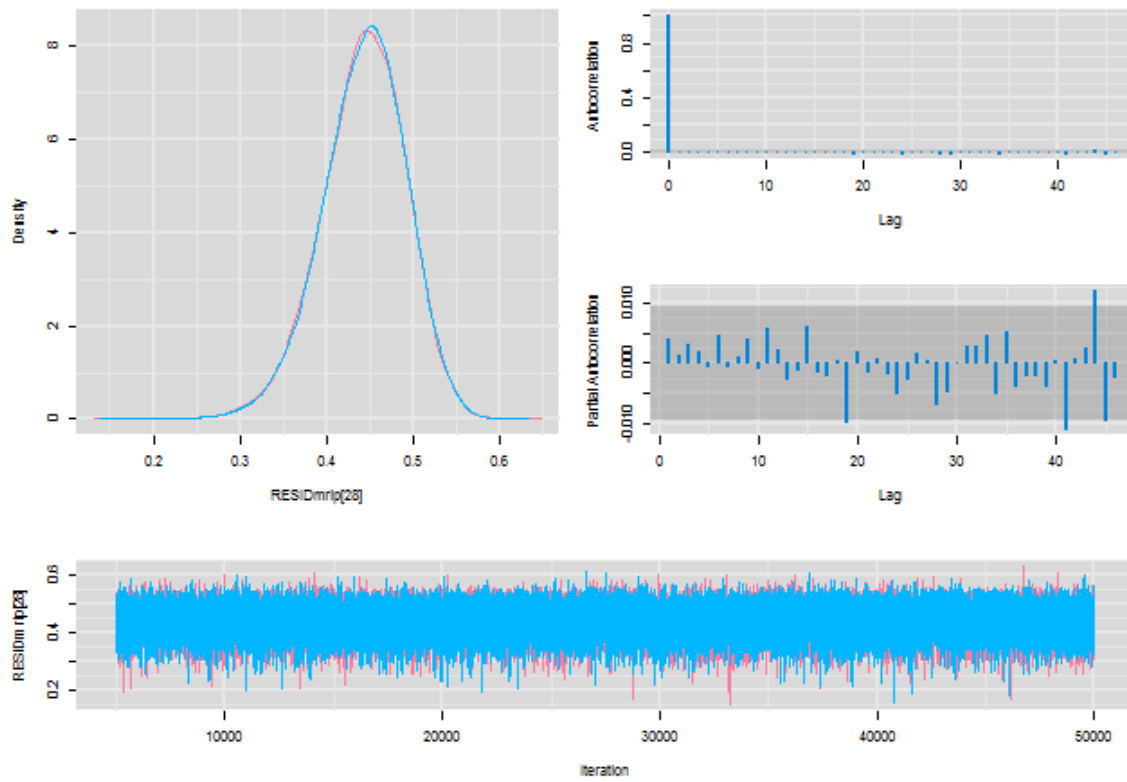 Density
8
6
4
2
0
0.2 0.3 0.4 0.5 0.6
RESIDmrip[28]
Autocorrelation
0.8
0.4
0.0
0 10 20 30 40
Lag
Partial Autocorrelation
0.010
0.000
-0.010
0 10 20 30 40
Lag
RESIDmrip[28]
0.6
0.4
0.2
10000 20000 30000 40000 50000
Iteration